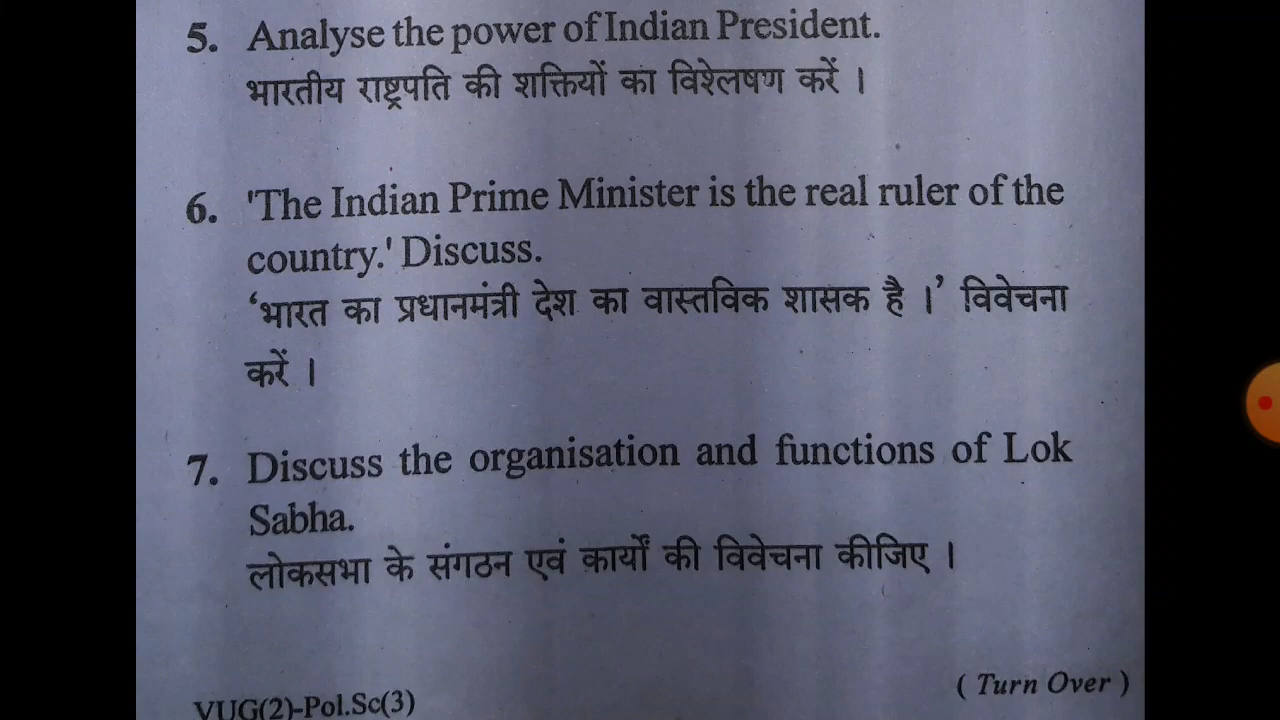 5. Analyse the power of Indian President.
भारतीय राष्ट्रपति की शक्तियों का विश्लेषण करें ।
6. 'The Indian Prime Minister is the real ruler of the
country.' Discuss.
‘भारत का प्रधानमंत्री देश का वास्तविक शासक है ।’ विवेचना
करें ।
7. Discuss the organisation and functions of Lok
Sabha.
लोकसभा के संगठन एवं कार्यों की विवेचना कीजिए ।
VUG(2)-Pol.Sc(3)
( Turn Over )